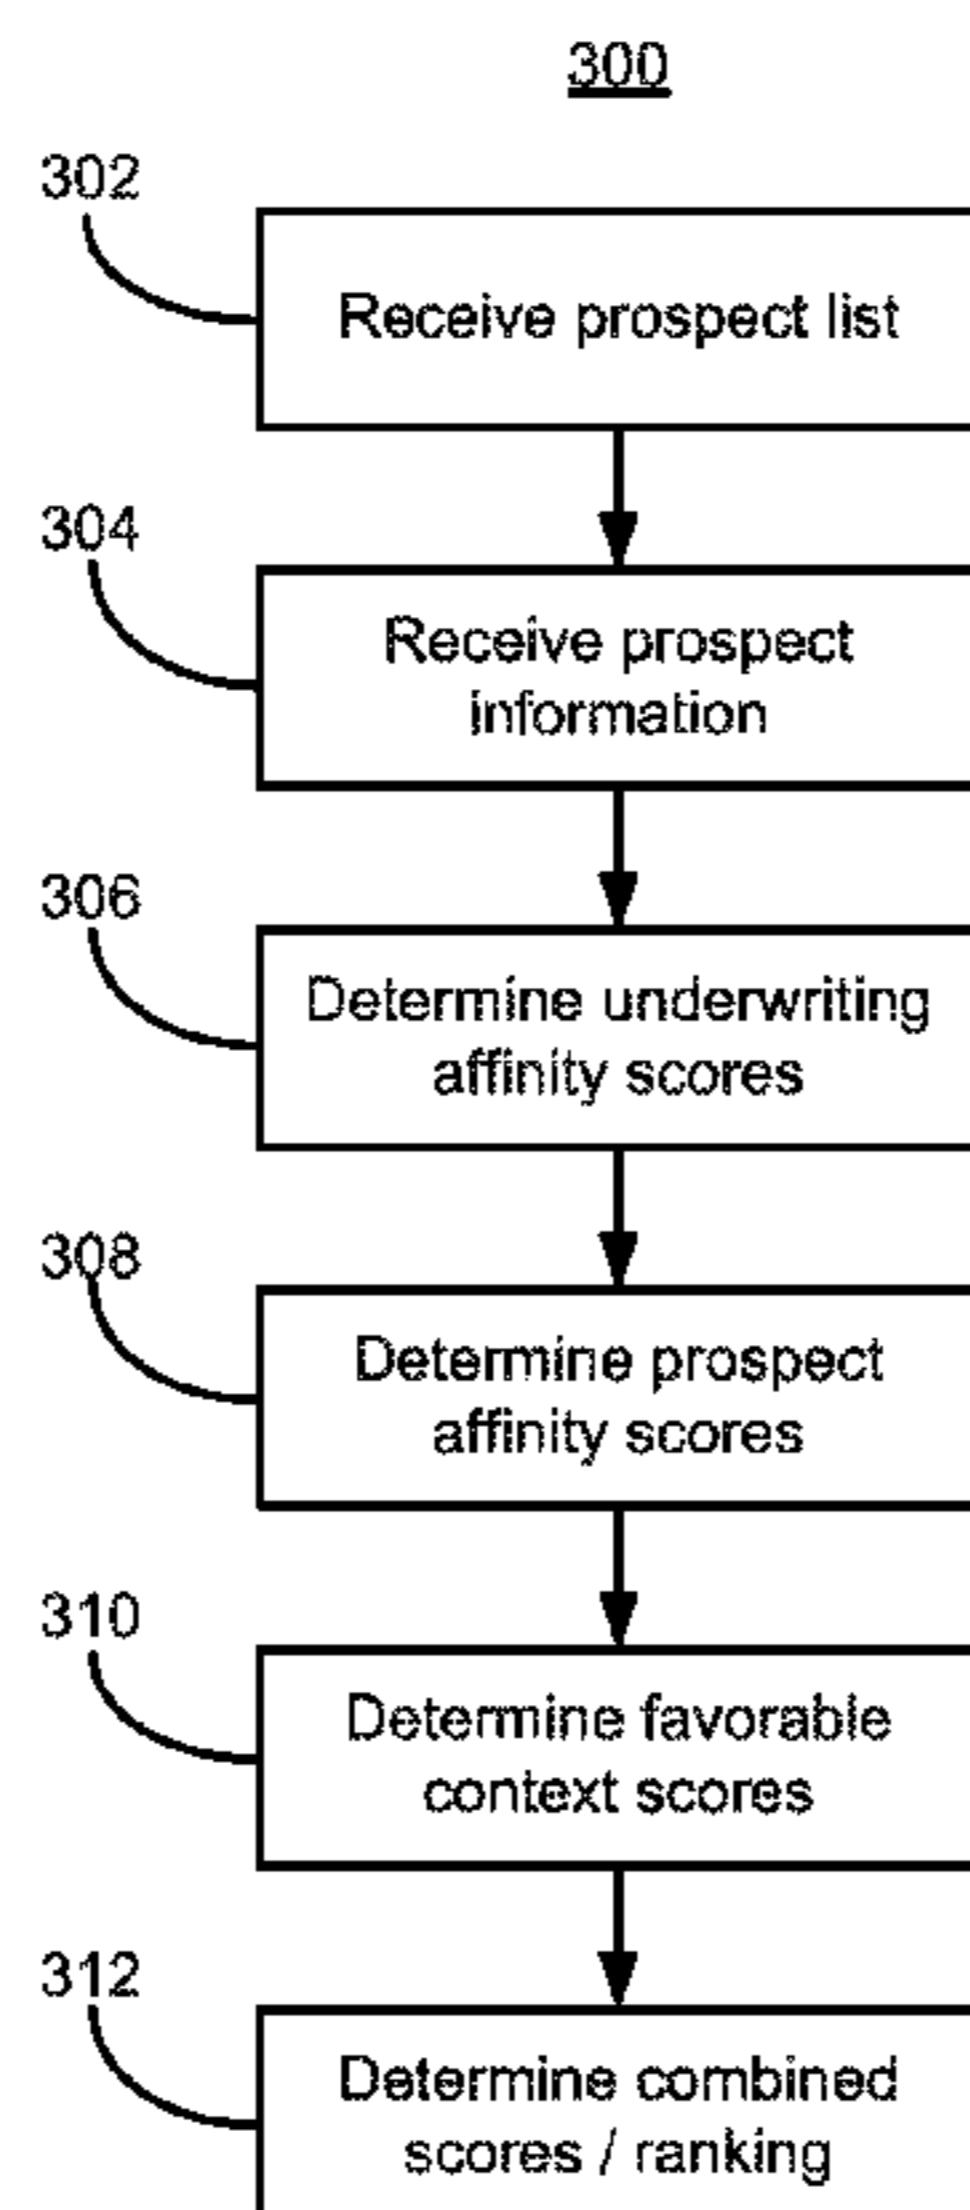 300
302
Receive prospect list
304
Receive prospect
information
306
Determine underwriting
affinity scores
308
Determine prospect
affinity scores
310
Determine favorable
context scores
312
Determine combined
scores / ranking